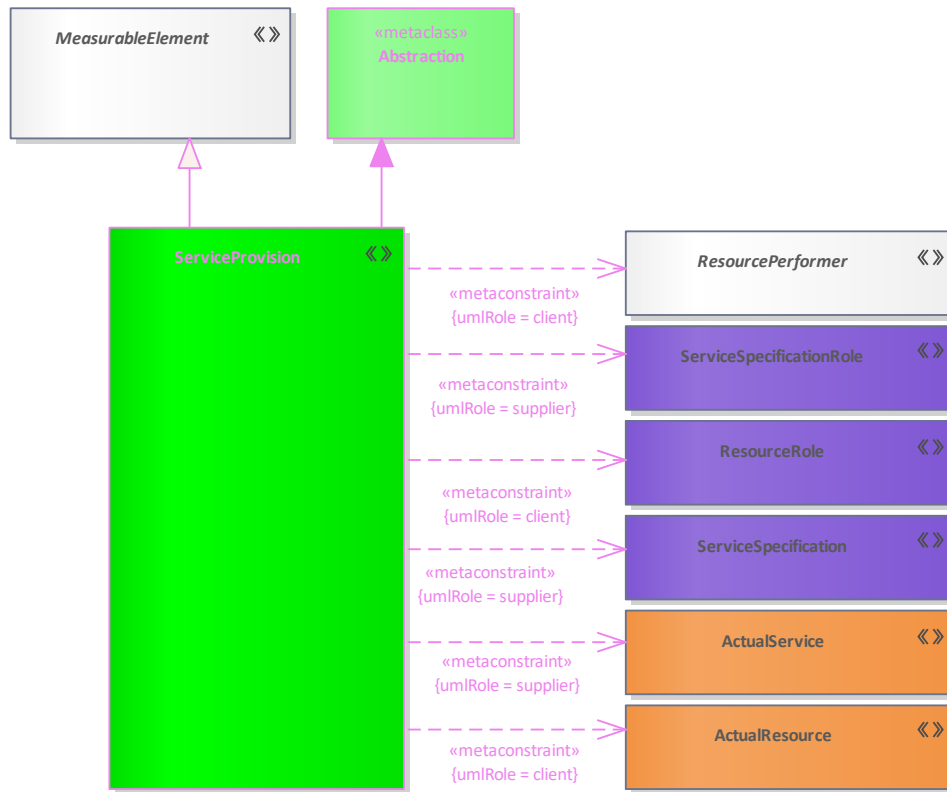 MeasurableElement
«»
«metaclass»
Abstraction
ServiceProvision
«»
«metaconstraint»
{umlRole = client}
ResourcePerformer
«»
«metaconstraint»
{umlRole = supplier}
ServiceSpecificationRole
«»
«metaconstraint»
{umlRole = client}
ResourceRole
«»
«metaconstraint»
{umlRole = supplier}
ServiceSpecification
«»
«metaconstraint»
{umlRole = supplier}
ActualService
«»
«metaconstraint»
{umlRole = client}
ActualResource
«»